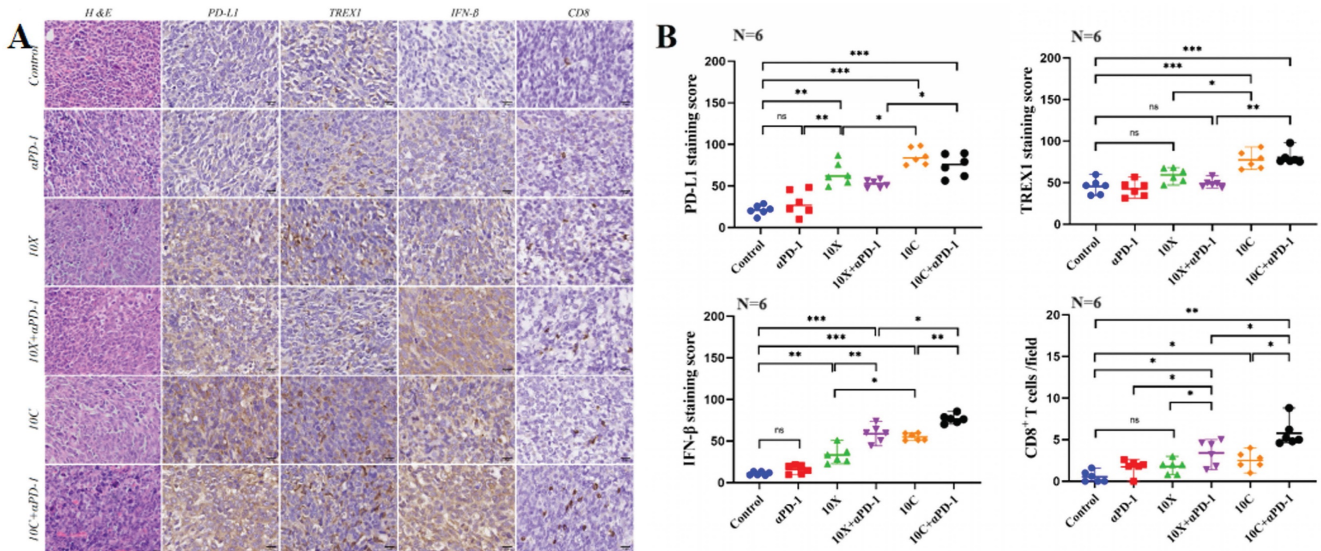 A
H &E PD-L1 TREX1 IFN-β CD8
Control
αPD-1
10X
10X+αPD-1
10C
10C+αPD-1
B
N=6
PD-L1 staining score
200
150
100
50
0
***
***
** *
ns ** *
Control αPD-1 10X 10X+αPD-1 10C 10C+αPD-1
N=6
TREX1 staining score
200
150
100
50
0
***
***
*
ns **
ns
Control αPD-1 10X 10X+αPD-1 10C 10C+αPD-1
N=6
IFN-β staining score
200
150
100
50
0
*** *
*** **
** **
*
ns
Control αPD-1 10X 10X+αPD-1 10C 10C+αPD-1
N=6
CD8⁺ T cells /field
20
15
10
5
0
**
*
* *
*
*
*
ns
Control αPD-1 10X 10X+αPD-1 10C 10C+αPD-1